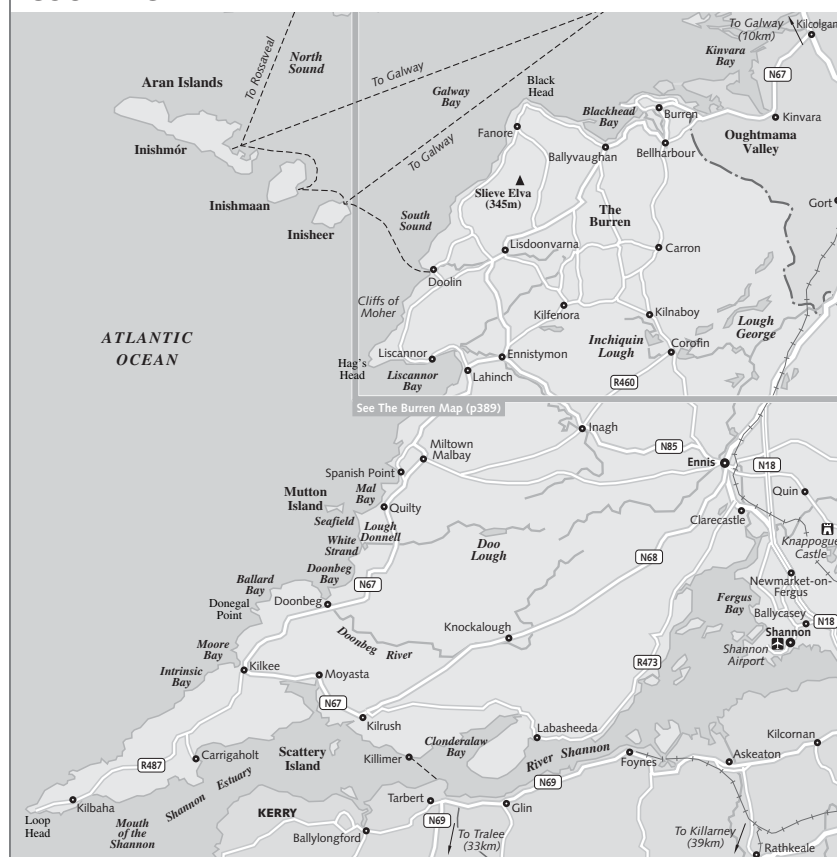 To Galway
(10km)
Kilcolgan
Kinvara
Bay
N67
To Rossaveal
North
Sound
Aran Islands
To Galway
Galway
Bay
Black
Head
Blackhead
Bay
Burren
Kinvara
Oughtmama
Valley
Fanore
Inishmór
To Galway
Ballyvaughan
Bellharbour
Slieve Elva
(345m)
Inishmaan
The
Burren
Gort
South
Sound
Inisheer
Lisdoonvarna
Carron
Doolin
Cliffs of
Moher
Kilfenora
Kilnaboy
Lough
George
ATLANTIC
OCEAN
Inchiquin
Lough
Corofin
Liscannor
Ennistymon
Hag's
Head
Liscannor
Bay
Lahinch
R460
See The Burren Map (p389)
Inagh
Miltown
Malbay
N85
Ennis
N18
Spanish Point
Mal
Bay
Mutton
Island
Quilty
Quin
Seafield
Lough
Donnell
Clarecastle
White
Strand
Doo
Lough
Knappogue
Castle
N68
Doonbeg
Bay
N67
Ballard
Bay
Newmarket-on-
Fergus
Donegal
Point
Doonbeg
Fergus
Bay
Ballycasey
N18
Doonbeg River
Knockalough
Shannon
Shannon
Airport
Moore
Bay
Kilkee
Intrinsic
Bay
Moyasta
R473
N67
Kilrush
Labasheeda
Kilcornan
Clonderalaw
Bay
Carrigaholt
Scattery
Island
Killimer
River Shannon
Foynes
Askeaton
R487
Shannon Estuary
N69
Tarbert
Glin
Kilbaha
KERRY
Loop
Head
Mouth
of the
Shannon
N69
Ballylongford
To Tralee
(33km)
To Killarney
(39km)
Rathkeale